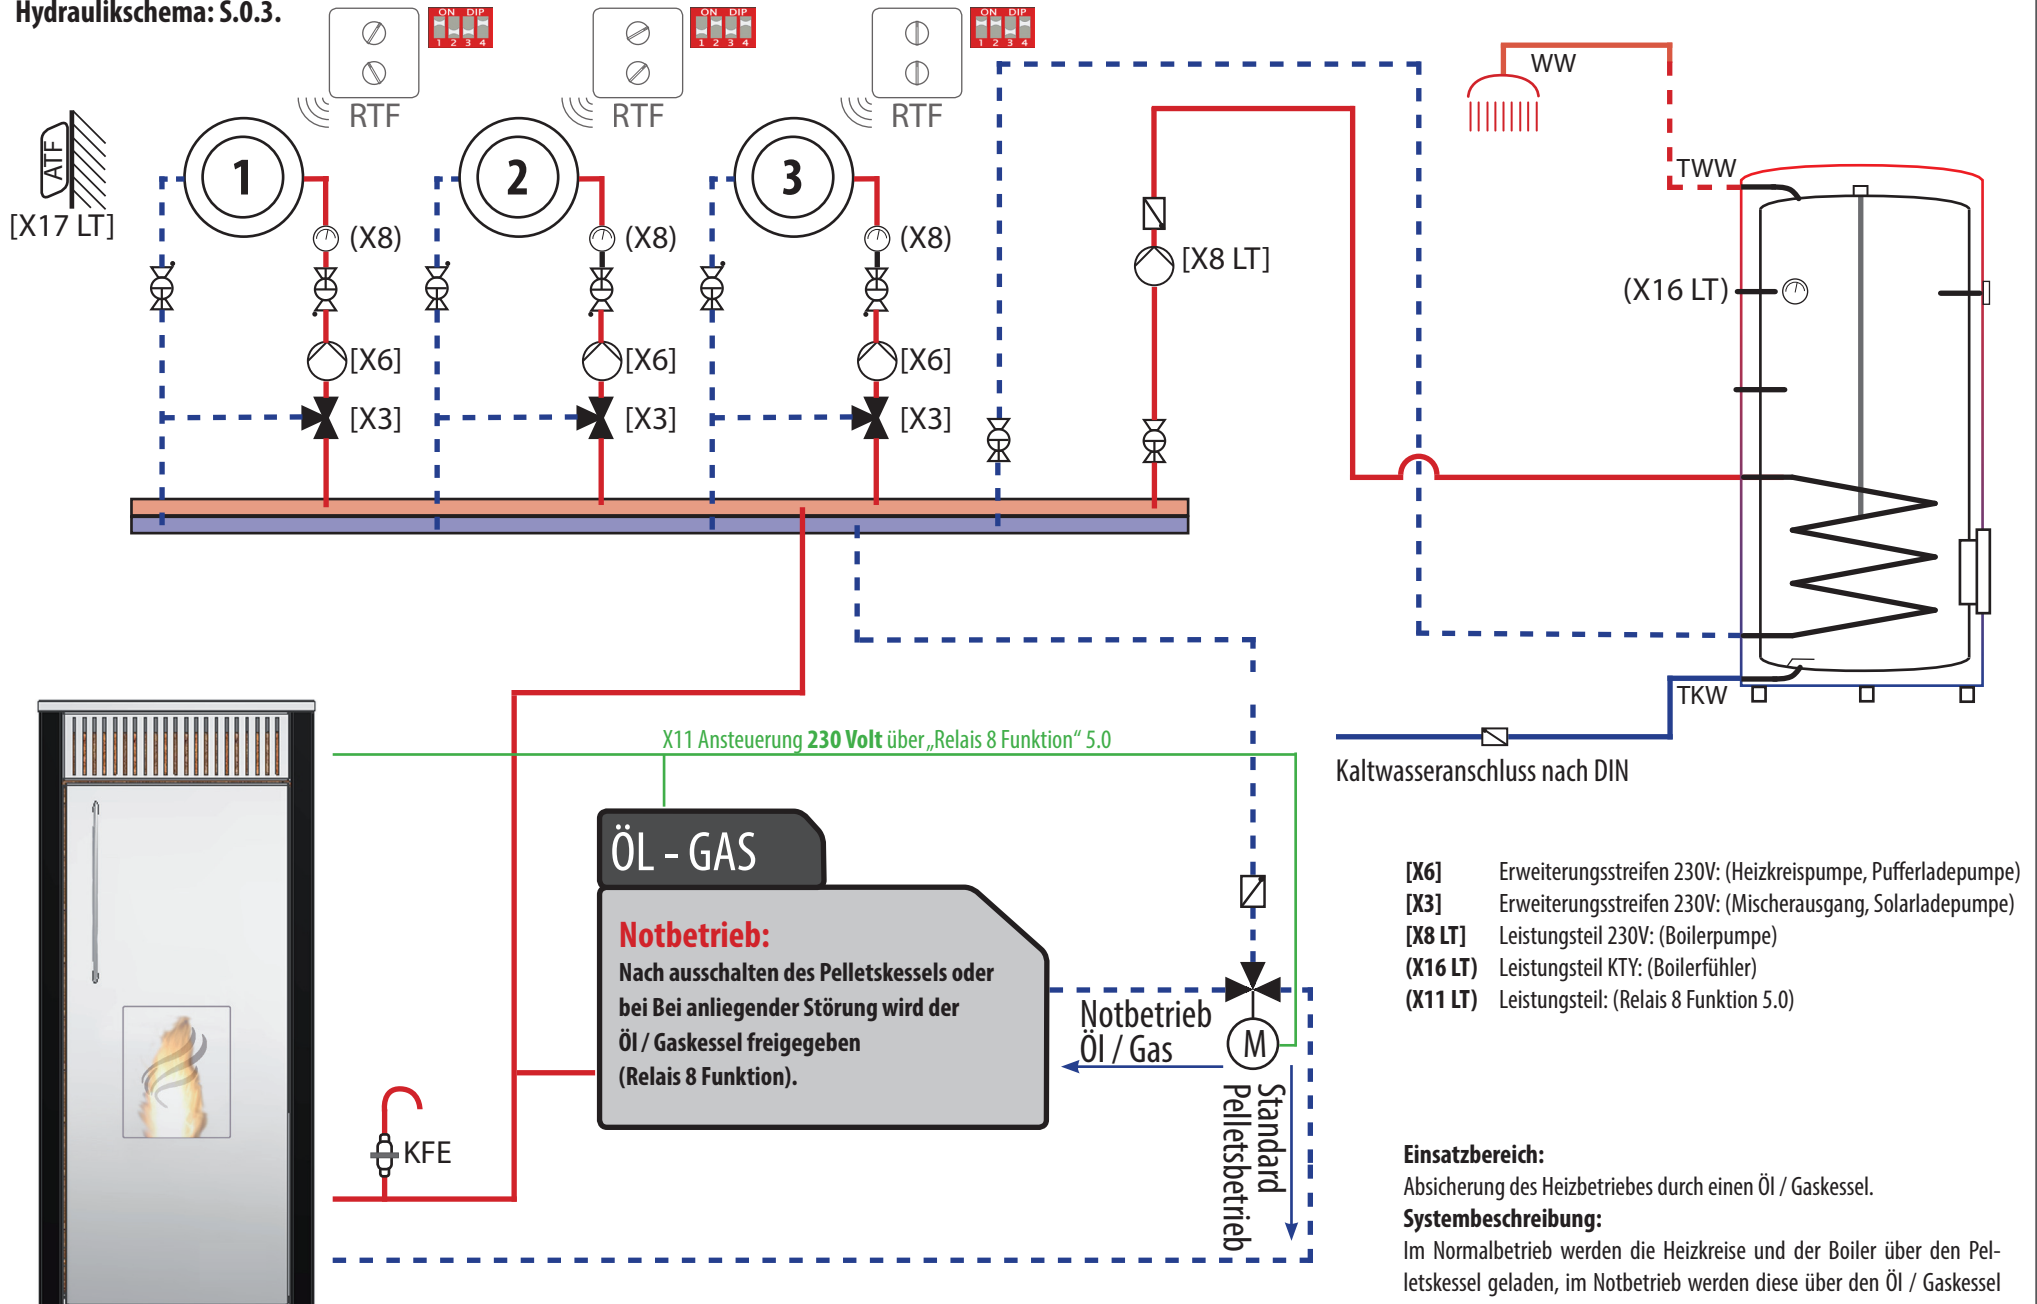 Hydraulikschema: S.0.3.
ON DIP
1 2 3 4
ON DIP
1 2 3 4
ON DIP
1 2 3 4
RTF
RTF
RTF
WW
ATF
[X17 LT]
1
2
3
TWW
(X8)
(X8)
(X8)
[X8 LT]
(X16 LT)
[X6]
[X6]
[X6]
[X3]
[X3]
[X3]
TKW
X11 Ansteuerung 230 Volt über „Relais 8 Funktion“ 5.0
Kaltwasseranschluss nach DIN
ÖL - GAS
Notbetrieb:
Nach ausschalten des Pelletskessels oder
bei Bei anliegender Störung wird der
Öl / Gaskessel freigegeben
(Relais 8 Funktion).
Notbetrieb
Öl / Gas
M
Standard
Pelletsbetrieb
KFE
[X6] Erweiterungsstreifen 230V: (Heizkreispumpe, Pufferladepumpe)
[X3] Erweiterungsstreifen 230V: (Mischerausgang, Solarladepumpe)
[X8 LT] Leistungsteil 230V: (Boilerpumpe)
(X16 LT) Leistungsteil KTY: (Boilerfühler)
(X11 LT) Leistungsteil: (Relais 8 Funktion 5.0)
Einsatzbereich:
Absicherung des Heizbetriebes durch einen Öl / Gaskessel.
Systembeschreibung:
Im Normalbetrieb werden die Heizkreise und der Boiler über den Pel-
letskessel geladen, im Notbetrieb werden diese über den Öl / Gaskessel